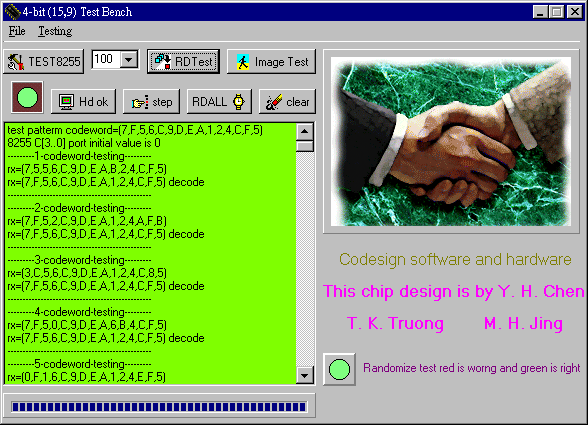 4-bit (15,9) Test Bench
File Testing
TEST8255 100 RDTest Image Test
Hd ok step RDALL clear
test patterm codeword=(7,F,5,6,C,9,D,E,A,1,2,4,C,F,5)
8255 C[3..0] port initial value is 0
---------1-codeword-testing---------
rx=(7,5,5,6,C,9,D,E,A,B,2,4,C,F,5)
rx=(7,F,5,6,C,9,D,E,A,1,2,4,C,F,5) decode
------------------------------------------------
---------2-codeword-testing---------
rx=(7,F,5,2,C,9,D,E,A,1,2,4,A,F,B)
rx=(7,F,5,6,C,9,D,E,A,1,2,4,C,F,5) decode
------------------------------------------------
---------3-codeword-testing---------
rx=(3,C,5,6,C,9,D,E,A,1,2,4,C,8,5)
rx=(7,F,5,6,C,9,D,E,A,1,2,4,C,F,5) decode
------------------------------------------------
---------4-codeword-testing---------
rx=(7,F,5,0,C,9,D,E,A,6,B,4,C,F,5)
rx=(7,F,5,6,C,9,D,E,A,1,2,4,C,F,5) decode
------------------------------------------------
---------5-codeword-testing---------
rx=(0,F,1,6,C,9,D,E,A,1,2,4,E,F,5)
Codesign software and hardware
This chip design is by Y. H. Chen
T. K. Truong M. H. Jing
Randomize test red is worng and green is right